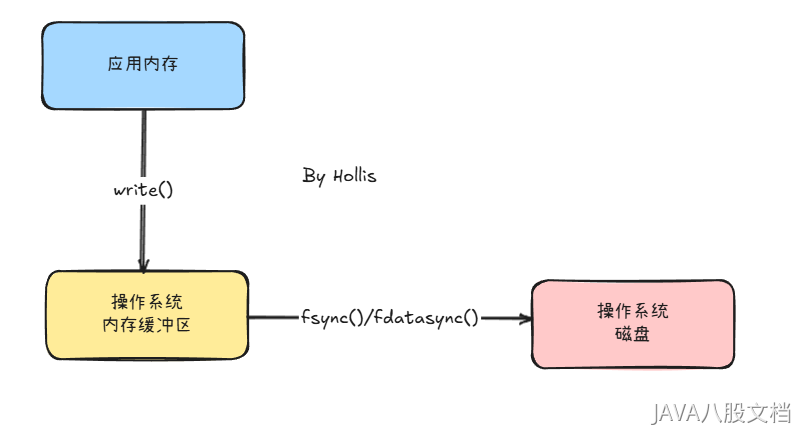 应用内存
write()
By Hollis
操作系统
内存缓冲区
fsync()/fdatasync()
操作系统
磁盘
JAVA八股文档